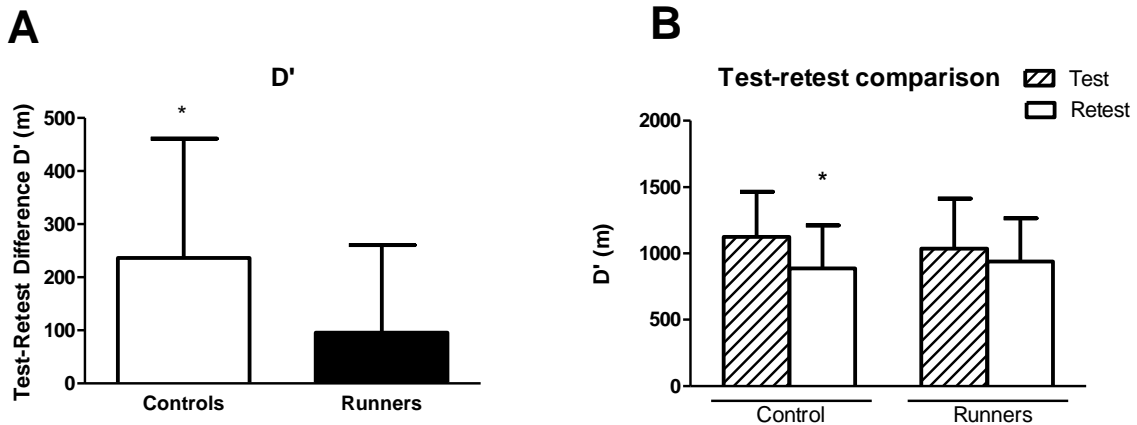 A
D'
Test-Retest Difference D' (m)
500
400
300
200
100
0
*
Controls
Runners
B
Test-retest comparison
Test
Retest
D' (m)
2000
1500
1000
500
0
*
Control
Runners